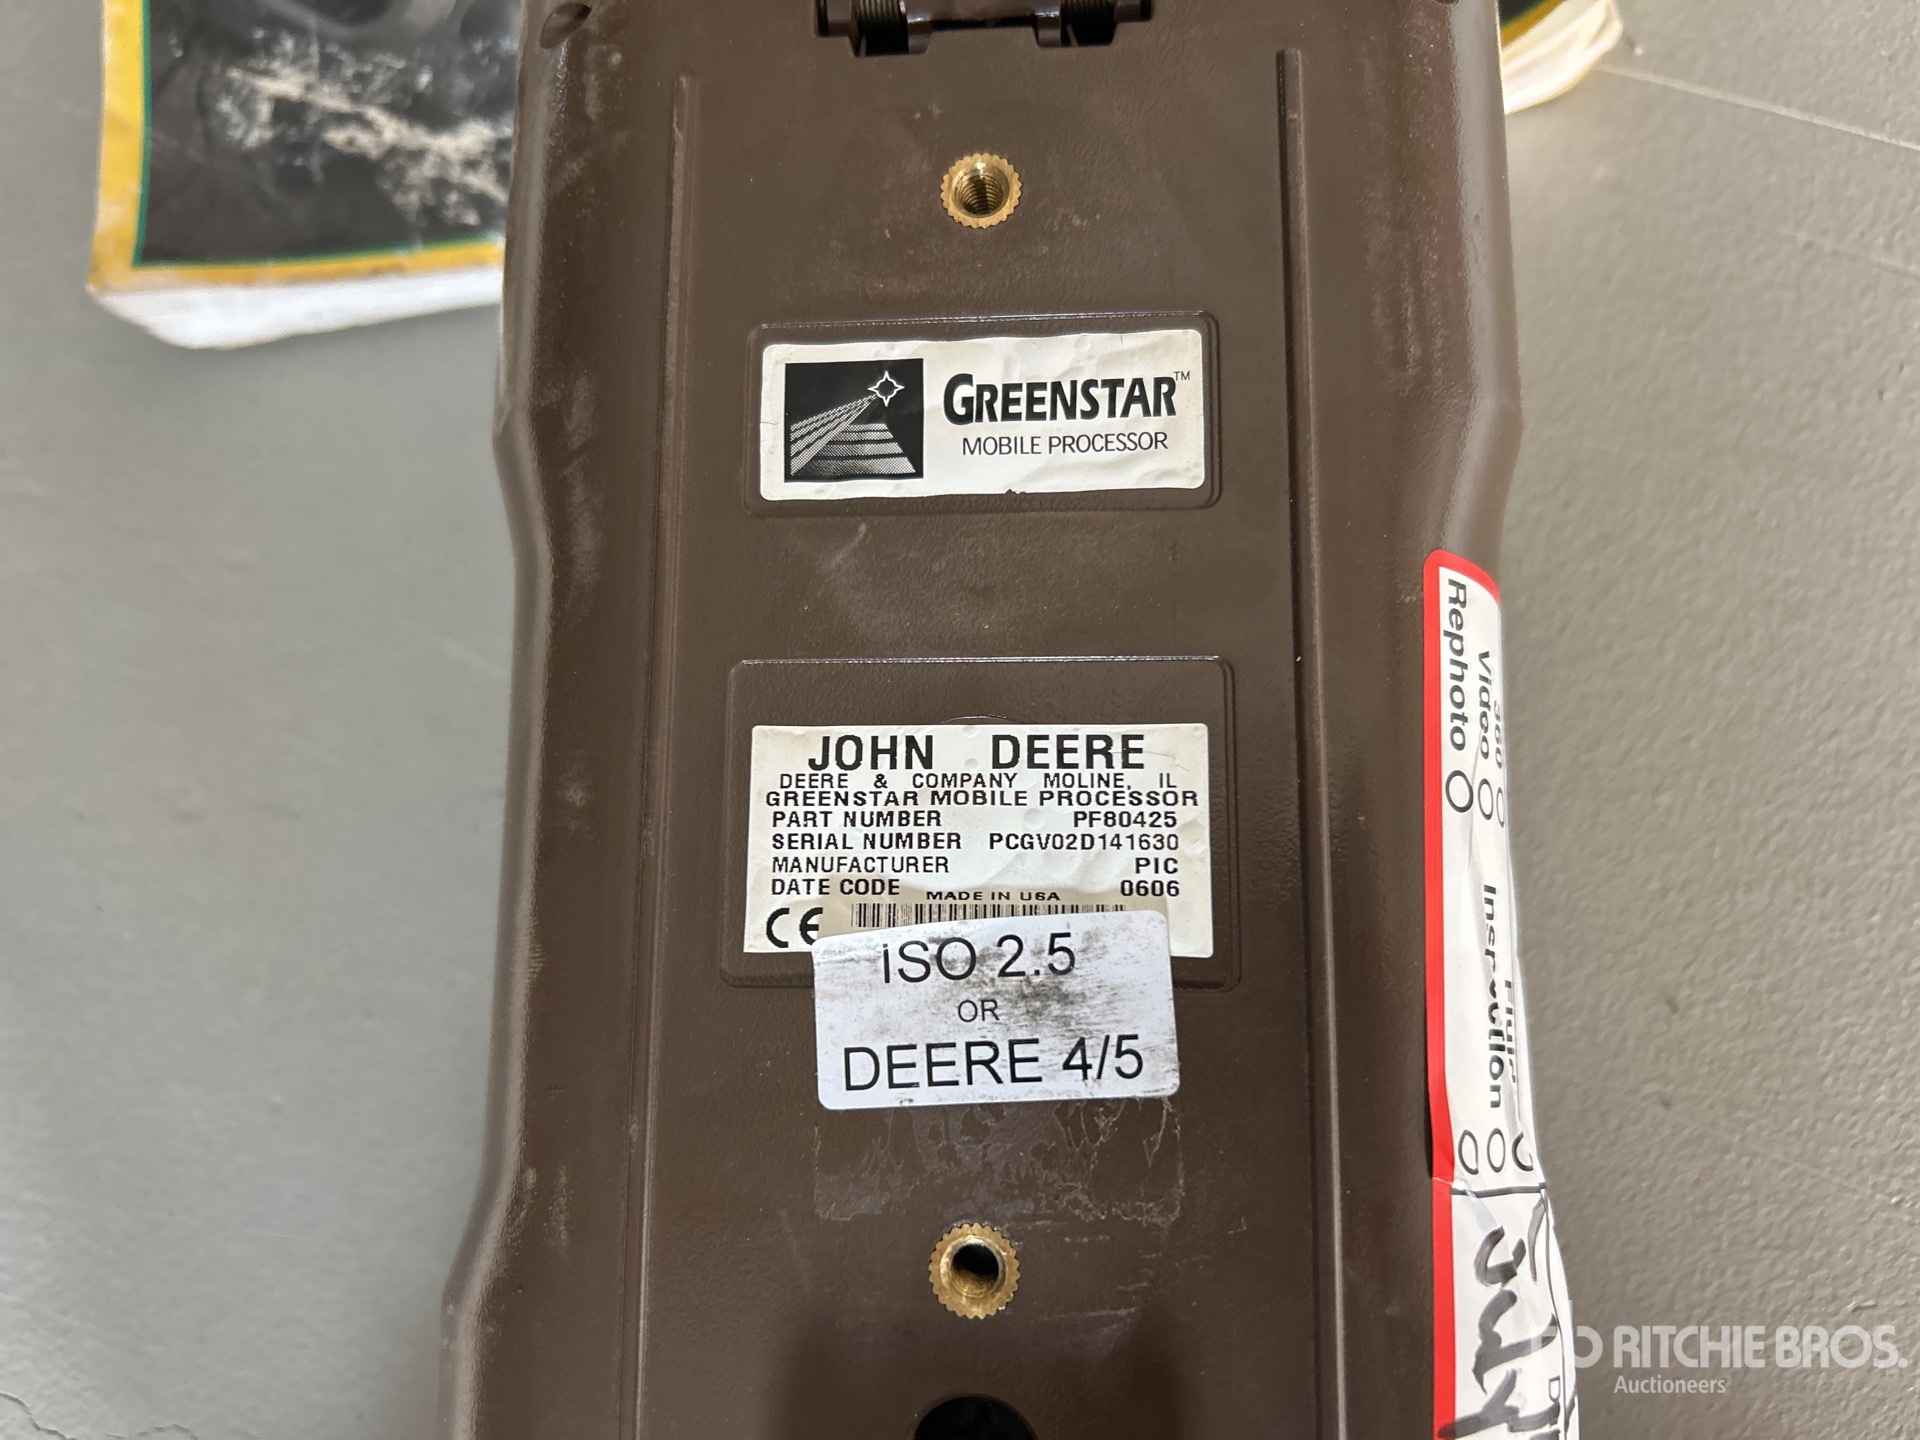 GREENSTAR™
MOBILE PROCESSOR
JOHN DEERE
DEERE & COMPANY MOLINE, IL
GREENSTAR MOBILE PROCESSOR
PART NUMBER PF80425
SERIAL NUMBER PCGV02D141630
MANUFACTURER PIC
DATE CODE 0606
MADE IN USA
CE
iSO 2.5
OR
DEERE 4/5
Rephoto
Video
360
Inspection
RITCHIE BROS.
Auctioneers